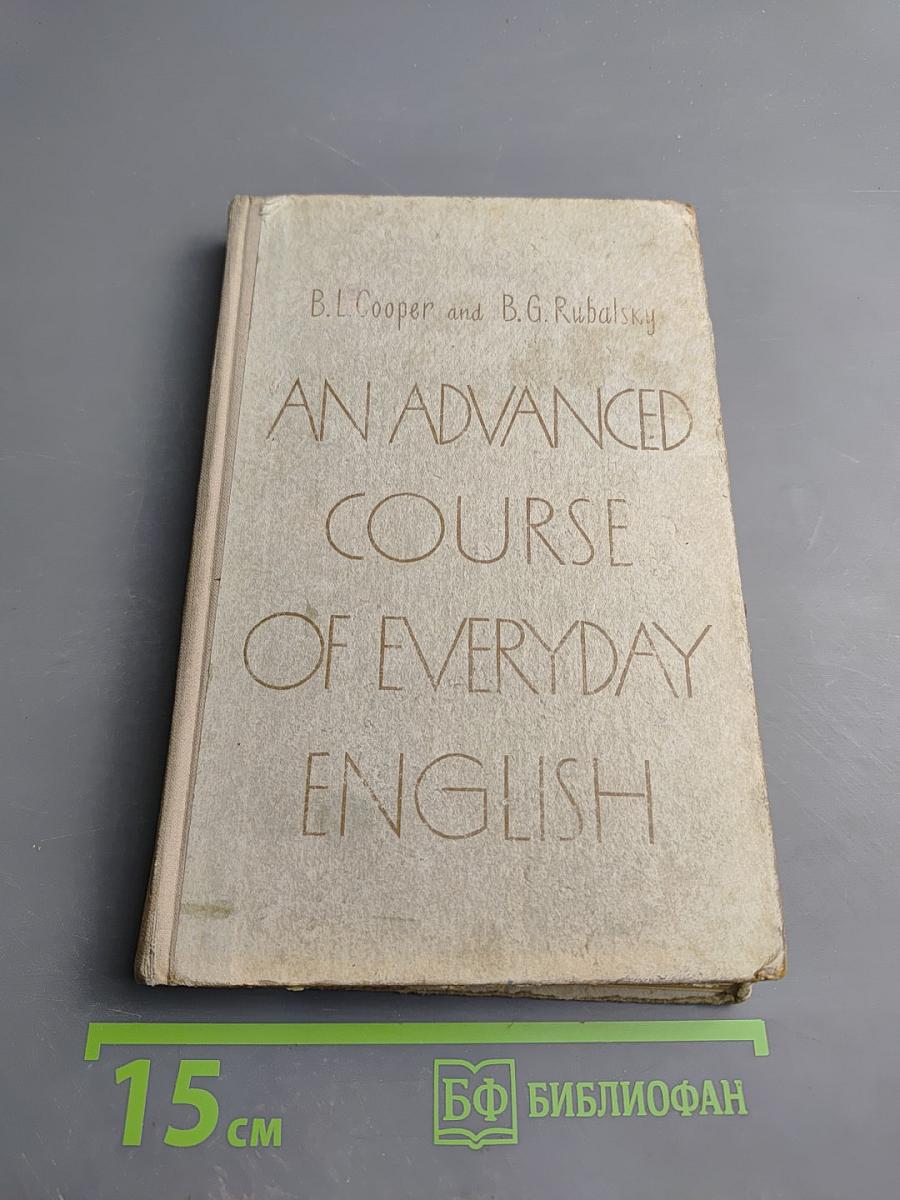 B.L.Cooper and B.G.Rubalsky
AN ADVANCED
COURSE
OF EVERYDAY
ENGLISH
15 см
БФ БИБЛИОФАН